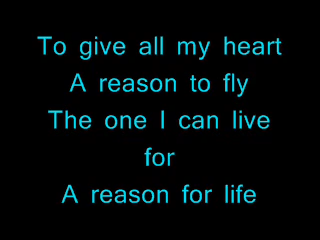 To give all my heart
A reason to fly
The one I can live
for
A reason for life